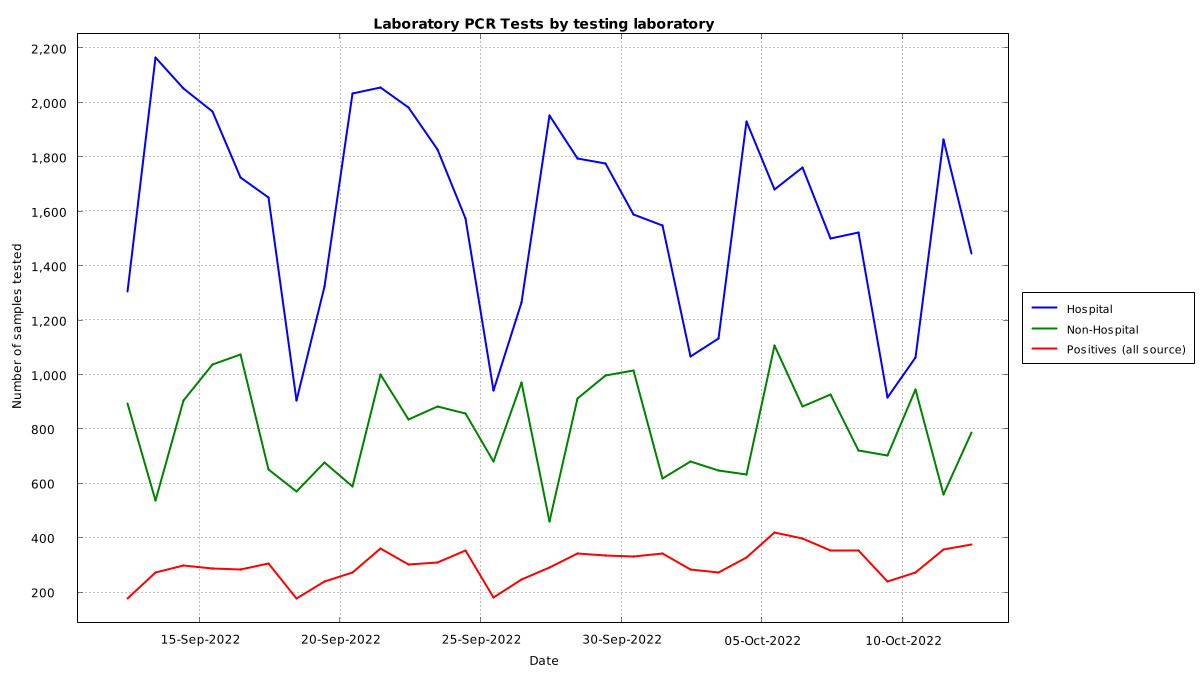 Laboratory PCR Tests by testing laboratory
Number of samples tested
2,200
2,000
1,800
1,600
1,400
1,200
1,000
800
600
400
200
15-Sep-2022
20-Sep-2022
25-Sep-2022
30-Sep-2022
05-Oct-2022
10-Oct-2022
Date
Hospital
Non-Hospital
Positives (all source)